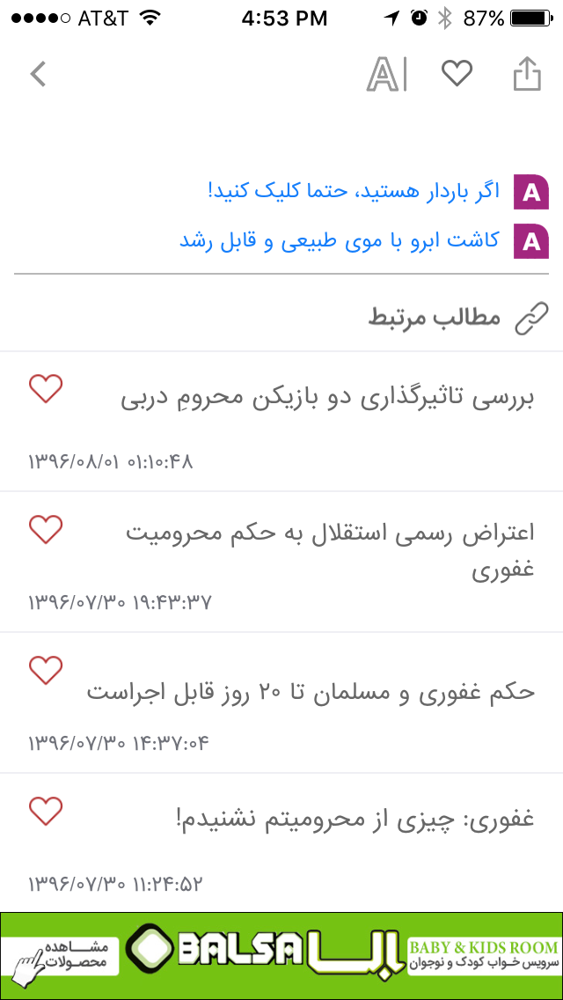 AT&T 4:53 PM 87%
A
اگر باردار هستید، حتما کلیک کنید!
A
کاشت ابرو با موی طبیعی و قابل رشد
A
مطالب مرتبط
بررسی تاثیرگذاری دو بازیکن محرومِ دربی
۱۳۹۶/۰۸/۰۱ ۰۱:۱۰:۴۸
اعتراض رسمی استقلال به حکم محرومیت
غفوری
۱۳۹۶/۰۷/۳۰ ۱۹:۴۳:۳۷
حکم غفوری و مسلمان تا ۲۰ روز قابل اجراست
۱۳۹۶/۰۷/۳۰ ۱۴:۳۷:۰۴
غفوری: چیزی از محرومیتم نشنیدم!
۱۳۹۶/۰۷/۳۰ ۱۱:۲۴:۵۲
مشاهده
محصولات
BALSA بالسا
BABY & KIDS ROOM
سرویس خواب کودک و نوجوان